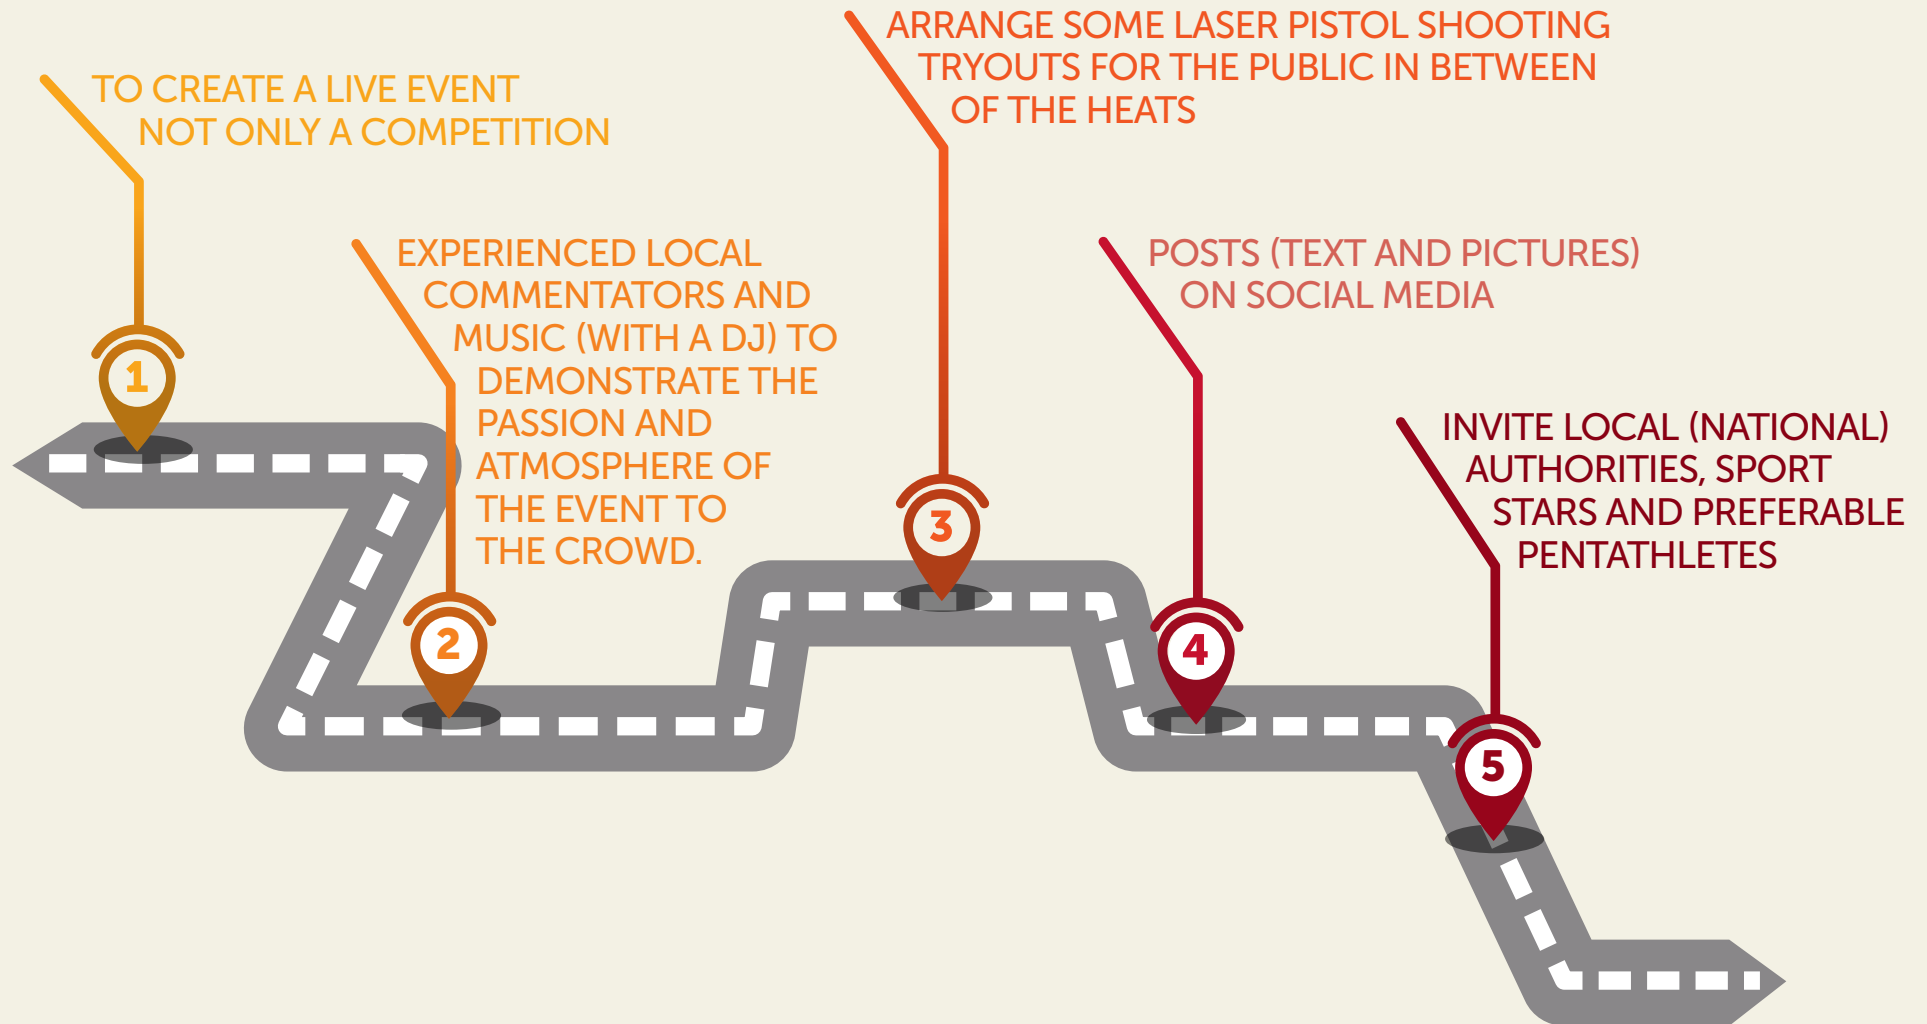 TO CREATE A LIVE EVENT
NOT ONLY A COMPETITION
1
EXPERIENCED LOCAL
COMMENTATORS AND
MUSIC (WITH A DJ) TO
DEMONSTRATE THE
PASSION AND
ATMOSPHERE OF
THE EVENT TO
THE CROWD.
2
ARRANGE SOME LASER PISTOL SHOOTING
TRYOUTS FOR THE PUBLIC IN BETWEEN
OF THE HEATS
3
POSTS (TEXT AND PICTURES)
ON SOCIAL MEDIA
4
INVITE LOCAL (NATIONAL)
AUTHORITIES, SPORT
STARS AND PREFERABLE
PENTATHLETES
5